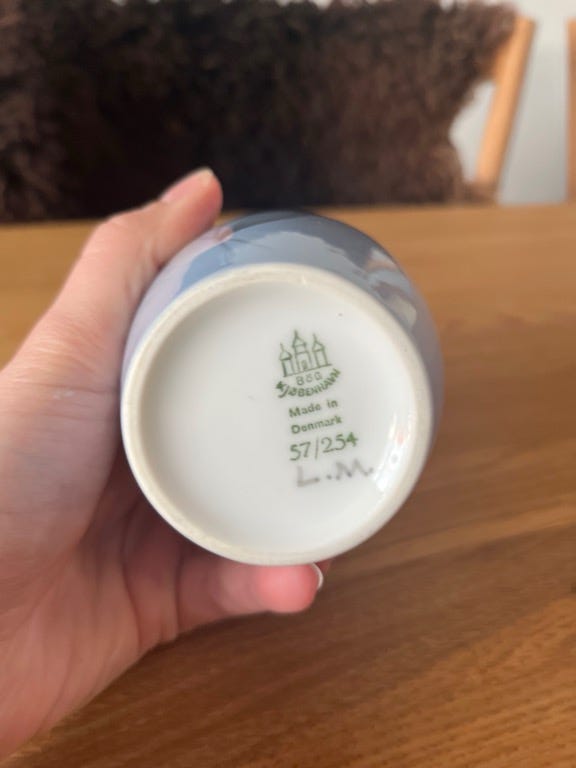 B&G
KJØBENHAVN
Made in
Denmark
57/254
L.M.